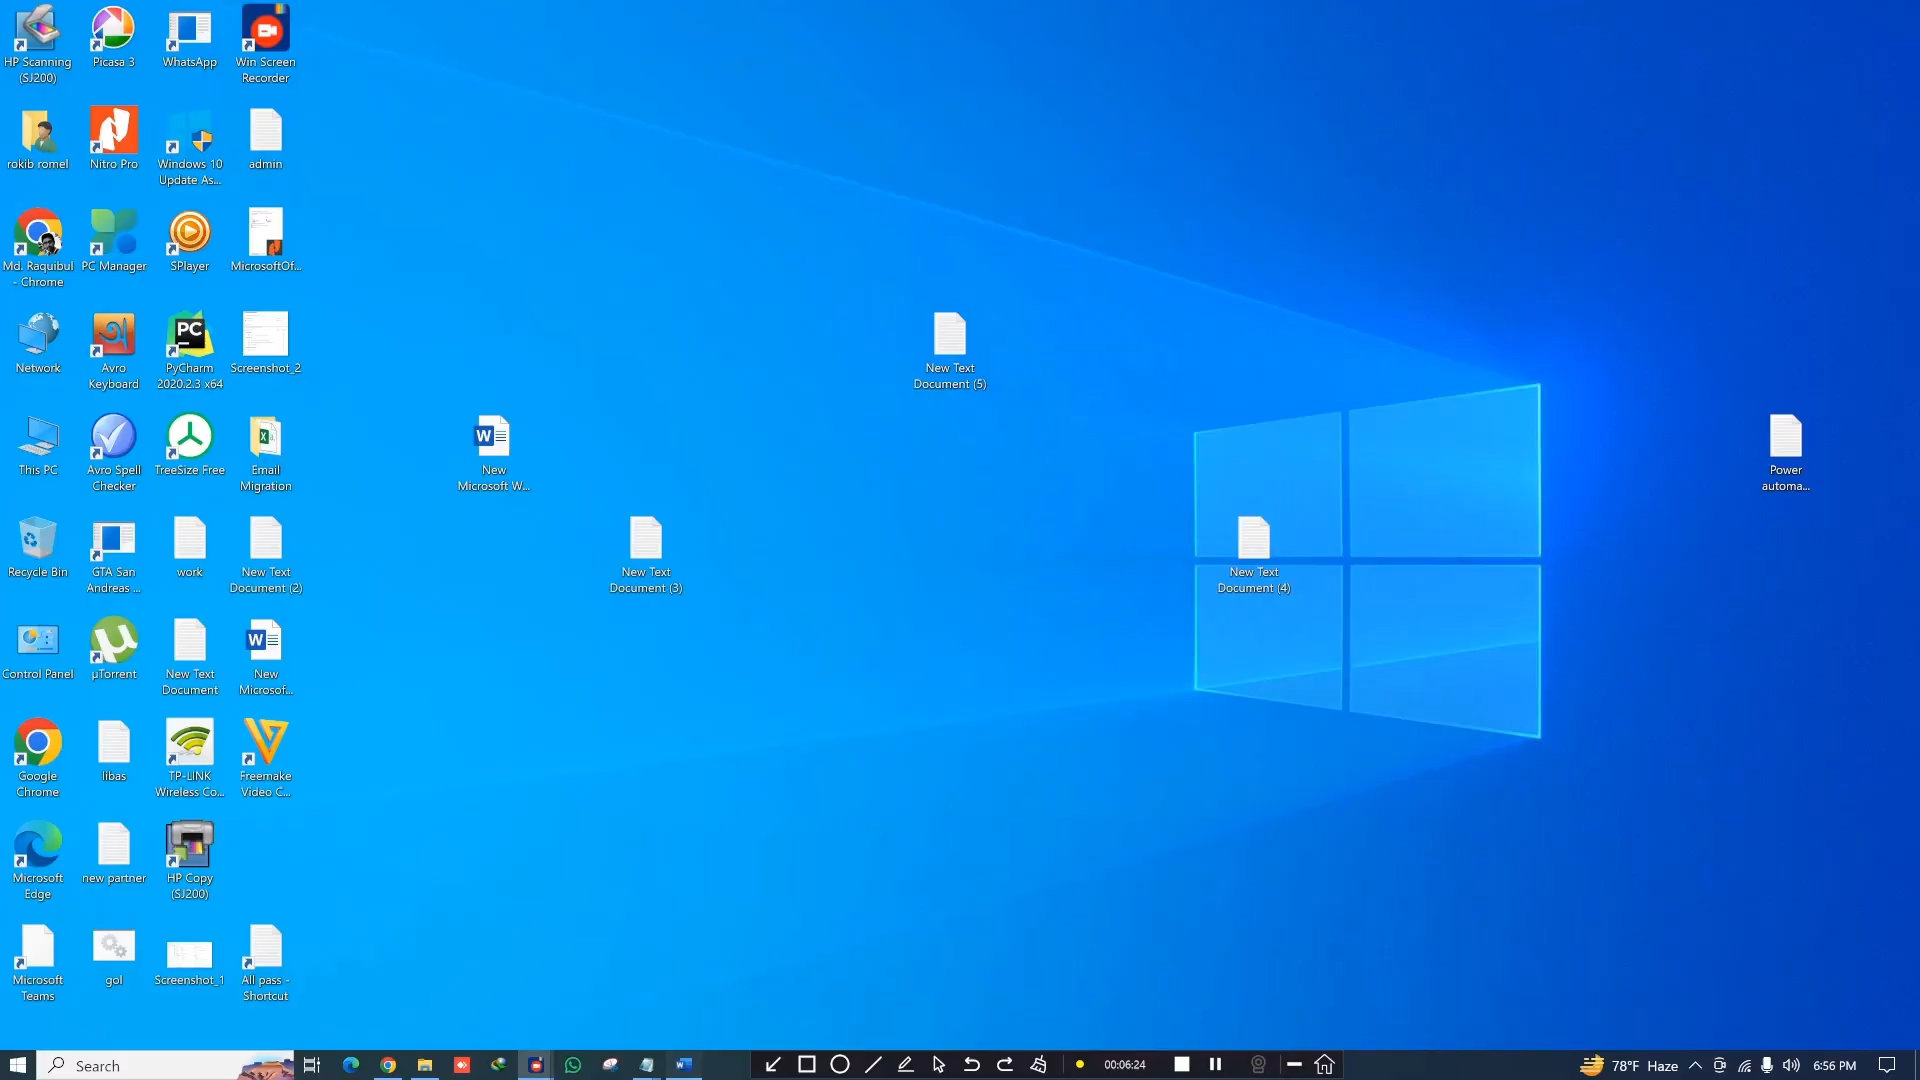 HP Scanning
(SJ200)
Picasa 3
WhatsApp
Win Screen
Recorder
rokib romel
Nitro Pro
Windows 10
Update As...
admin
Md. Raquibul
- Chrome
PC Manager
SPlayer
MicrosoftOf...
Network
Avro
Keyboard
PC
PyCharm
2020.2.3 x64
Screenshot_2
New Text
Document (5)
This PC
Avro Spell
Checker
TreeSize Free
Email
Migration
W
New
Microsoft W...
Power
automa...
Recycle Bin
GTA San
Andreas ...
work
New Text
Document (2)
New Text
Document (3)
New Text
Document (4)
Control Panel
µTorrent
New Text
Document
W
New
Microsof...
Google
Chrome
libas
TP-LINK
Wireless Co...
Freemake
Video C...
Microsoft
Edge
new partner
HP Copy
(SJ200)
Microsoft
Teams
gol
Screenshot_1
All pass -
Shortcut
Search
00:06:24
78°F Haze
6:56 PM